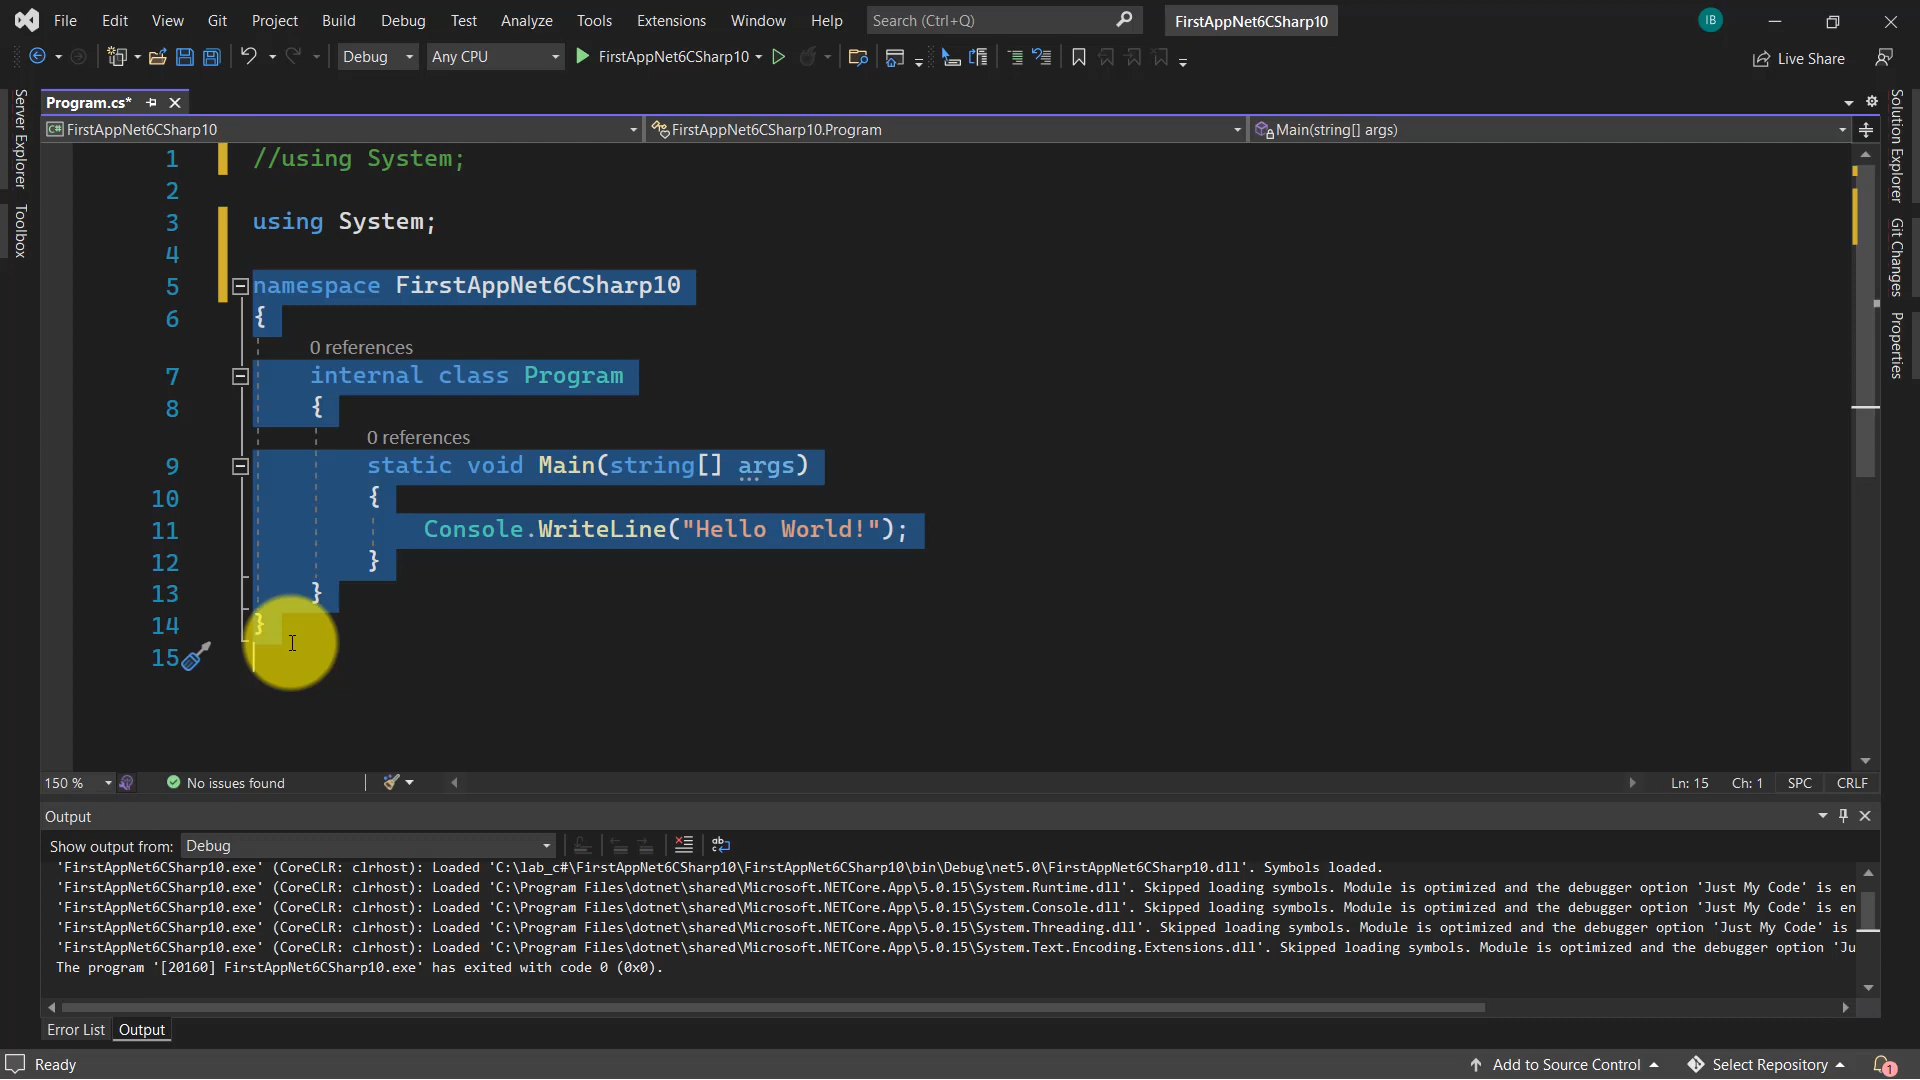 File Edit View Git Project Build Debug Test Analyze Tools Extensions Window Help Search (Ctrl+Q) FirstAppNet6CSharp10 IB
Debug Any CPU FirstAppNet6CSharp10 Live Share
Server Explorer
Toolbox
Program.cs*
FirstAppNet6CSharp10 FirstAppNet6CSharp10.Program Main(string[] args)
1 //using System;
2
3 using System;
4
5 namespace FirstAppNet6CSharp10
6 {
0 references
7 internal class Program
8 {
0 references
9 static void Main(string[] args)
10 {
11 Console.WriteLine("Hello World!");
12 }
13 }
14 }
15
Solution Explorer
Git Changes
Properties
150 % No issues found Ln: 15 Ch: 1 SPC CRLF
Output
Show output from: Debug
'FirstAppNet6CSharp10.exe' (CoreCLR: clrhost): Loaded 'C:\lab_c#\FirstAppNet6CSharp10\FirstAppNet6CSharp10\bin\Debug\net5.0\FirstAppNet6CSharp10.dll'. Symbols loaded.
'FirstAppNet6CSharp10.exe' (CoreCLR: clrhost): Loaded 'C:\Program Files\dotnet\shared\Microsoft.NETCore.App\5.0.15\System.Runtime.dll'. Skipped loading symbols. Module is optimized and the debugger option 'Just My Code' is en
'FirstAppNet6CSharp10.exe' (CoreCLR: clrhost): Loaded 'C:\Program Files\dotnet\shared\Microsoft.NETCore.App\5.0.15\System.Console.dll'. Skipped loading symbols. Module is optimized and the debugger option 'Just My Code' is en
'FirstAppNet6CSharp10.exe' (CoreCLR: clrhost): Loaded 'C:\Program Files\dotnet\shared\Microsoft.NETCore.App\5.0.15\System.Threading.dll'. Skipped loading symbols. Module is optimized and the debugger option 'Just My Code' is
'FirstAppNet6CSharp10.exe' (CoreCLR: clrhost): Loaded 'C:\Program Files\dotnet\shared\Microsoft.NETCore.App\5.0.15\System.Text.Encoding.Extensions.dll'. Skipped loading symbols. Module is optimized and the debugger option 'Ju
The program '[20160] FirstAppNet6CSharp10.exe' has exited with code 0 (0x0).
Error List Output
Ready Add to Source Control Select Repository 1